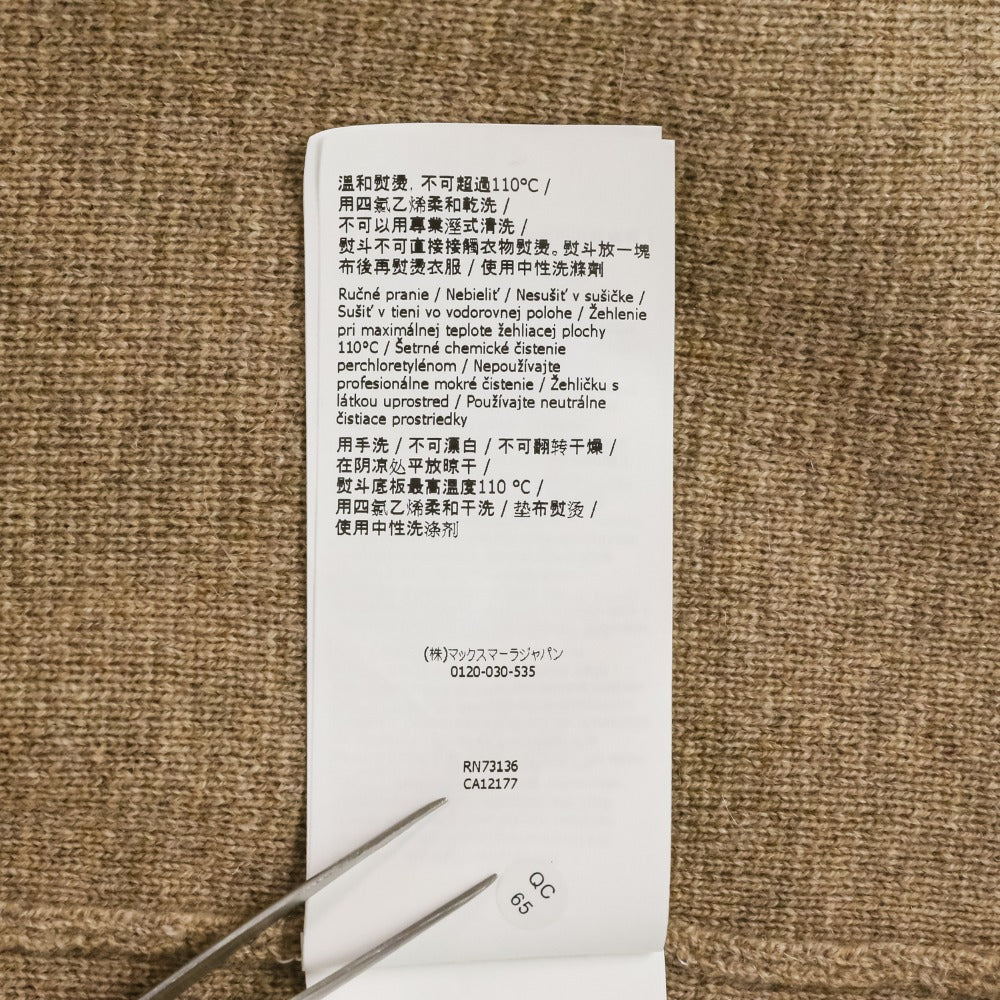 溫和熨燙，不可超過110°C /
用四氯乙烯柔和乾洗 /
不可以用專業溼式清洗 /
熨斗不可直接接觸衣物熨燙。熨斗放一塊
布後再熨燙衣服 / 使用中性洗滌劑
Ručné pranie / Nebieliť / Nesušiť v sušičke /
Sušiť v tieni vo vodorovnej polohe / Žehlenie
pri maximálnej teplote žehliacej plochy
110°C / Šetrné chemické čistenie
perchloretylénom / Nepoužívajte
profesionálne mokré čistenie / Žehličku s
látkou uprostred / Používajte neutrálne
čistiace prostriedky
用手洗 / 不可漂白 / 不可翻转干燥 /
在阴凉处平放晾干 /
熨斗底板最高溫度110 °C /
用四氯乙烯柔和干洗 / 垫布熨烫 /
使用中性洗涤剂
(株)マックスマーラジャパン
0120-030-535
RN73136
CA12177
QC
65